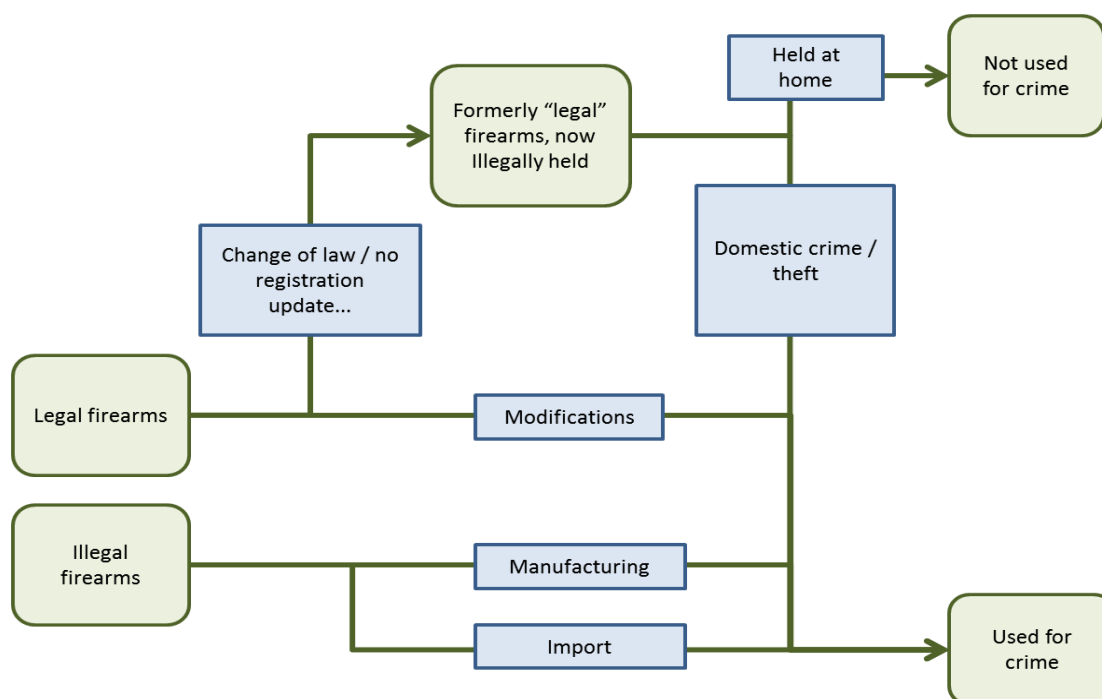 Held at
home
Not used
for crime
Formerly “legal”
firearms, now
Illegally held
Change of law / no
registration
update...
Domestic crime /
theft
Legal firearms
Modifications
Illegal
firearms
Manufacturing
Import
Used for
crime